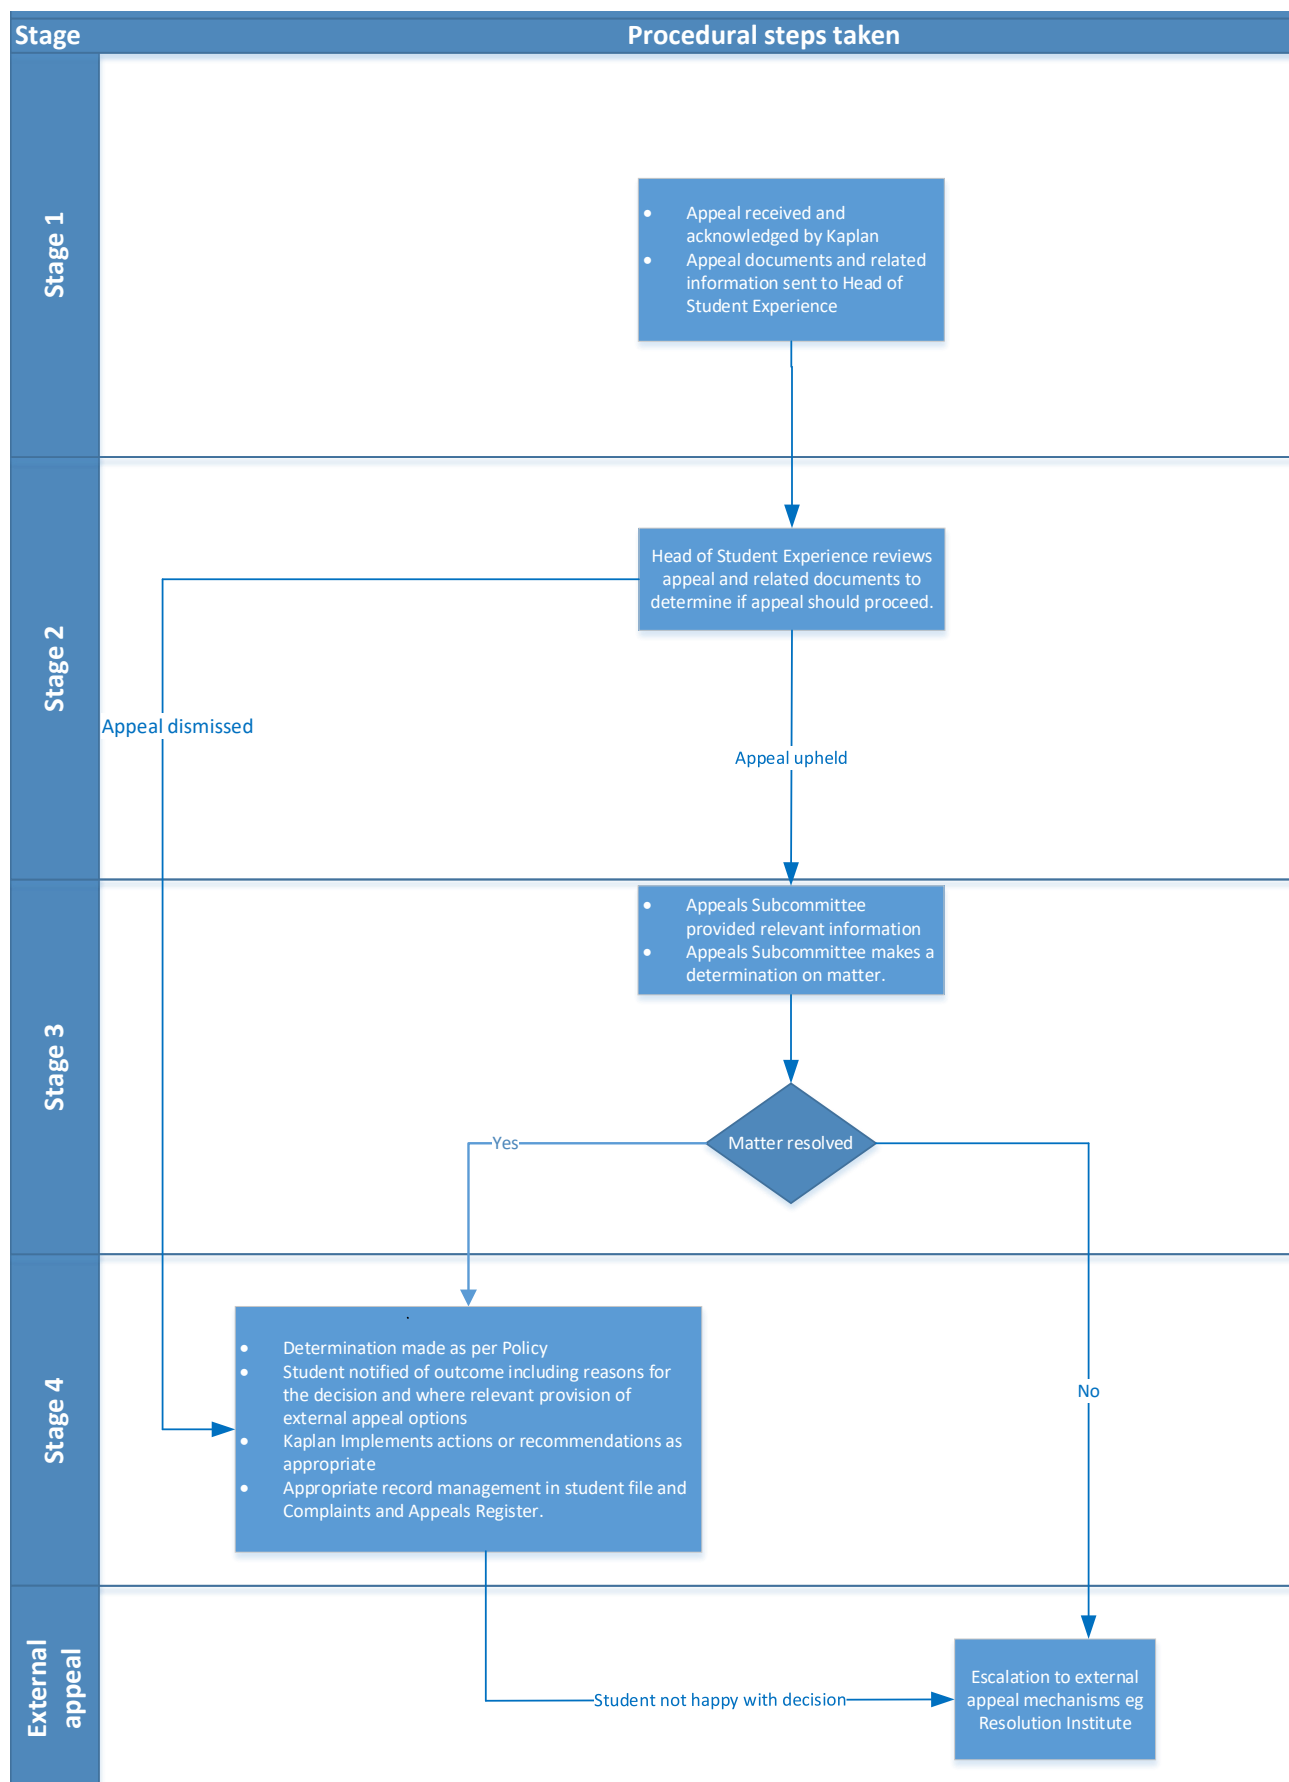 Stage
Procedural steps taken
Stage 1
• Appeal received and
acknowledged by Kaplan
• Appeal documents and related
information sent to Head of
Student Experience
Stage 2
Head of Student Experience reviews
appeal and related documents to
determine if appeal should proceed.
Appeal dismissed
Appeal upheld
Stage 3
• Appeals Subcommittee
provided relevant information
• Appeals Subcommittee makes a
determination on matter.
Matter resolved
Yes
No
Stage 4
.
• Determination made as per Policy
• Student notified of outcome including reasons for
the decision and where relevant provision of
external appeal options
• Kaplan Implements actions or recommendations as
appropriate
• Appropriate record management in student file and
Complaints and Appeals Register.
External
appeal
Student not happy with decision
Escalation to external
appeal mechanisms eg
Resolution Institute